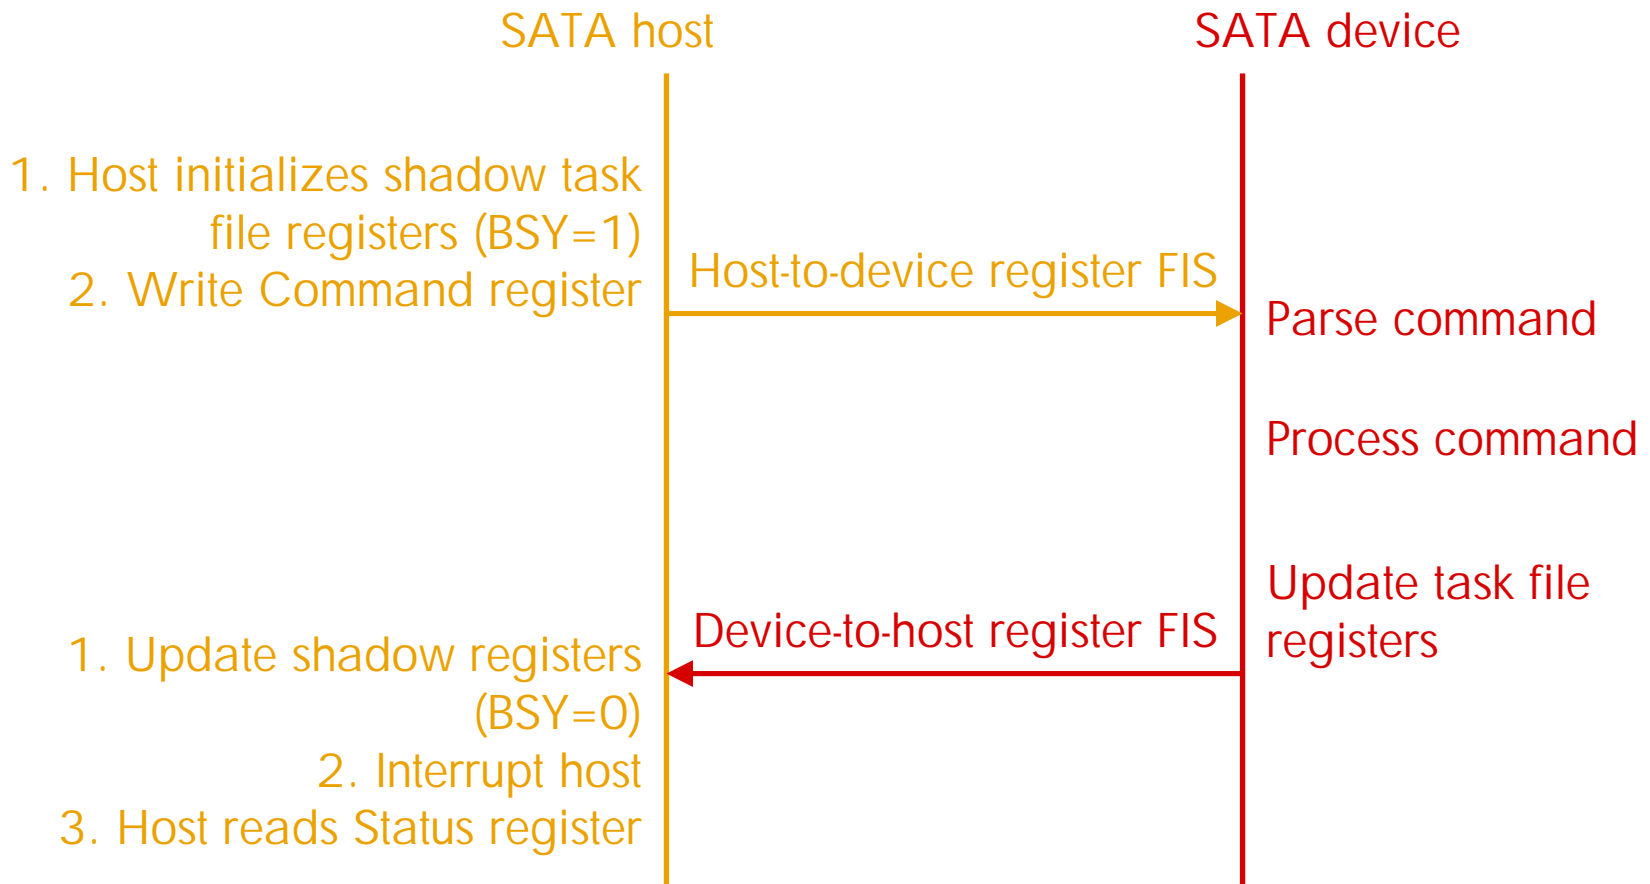 SATA host
SATA device
1. Host initializes shadow task
file registers (BSY=1)
2. Write Command register
Host-to-device register FIS
Parse command
Process command
Update task file
registers
Device-to-host register FIS
1. Update shadow registers
(BSY=0)
2. Interrupt host
3. Host reads Status register